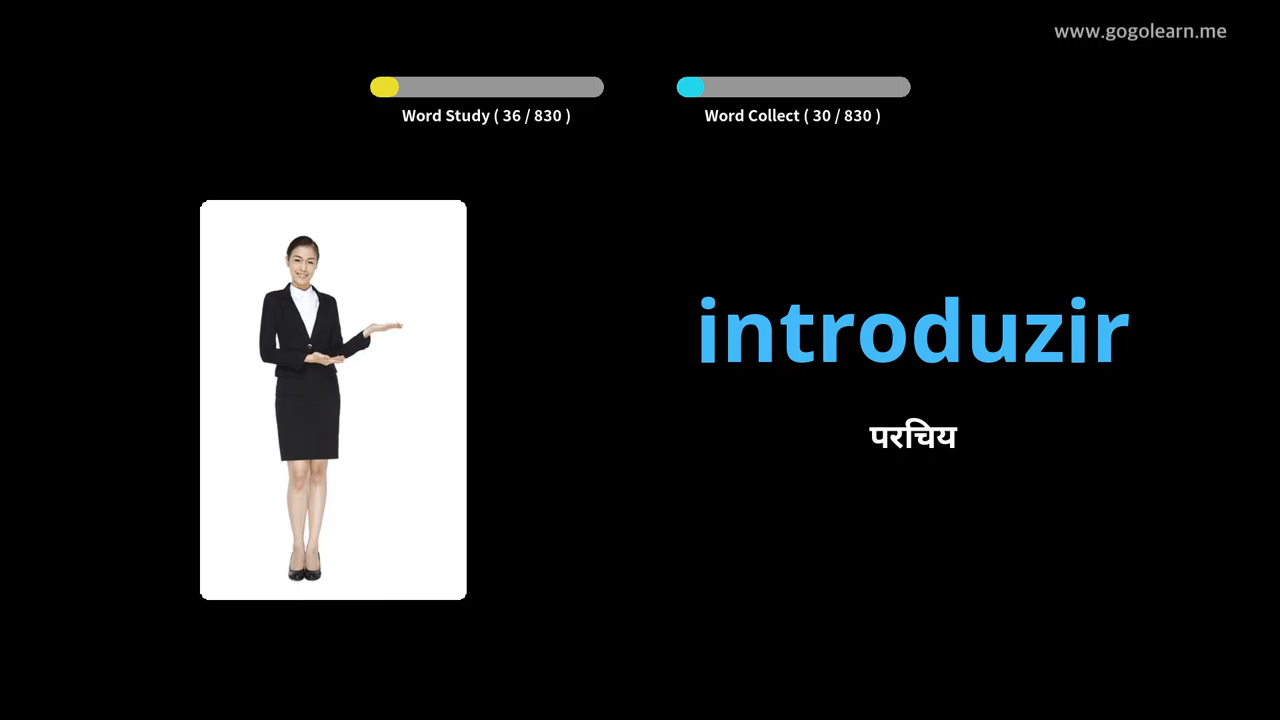 www.gogolearn.me
Word Study ( 36 / 830 )
Word Collect ( 30 / 830 )
introduzir
परिचय